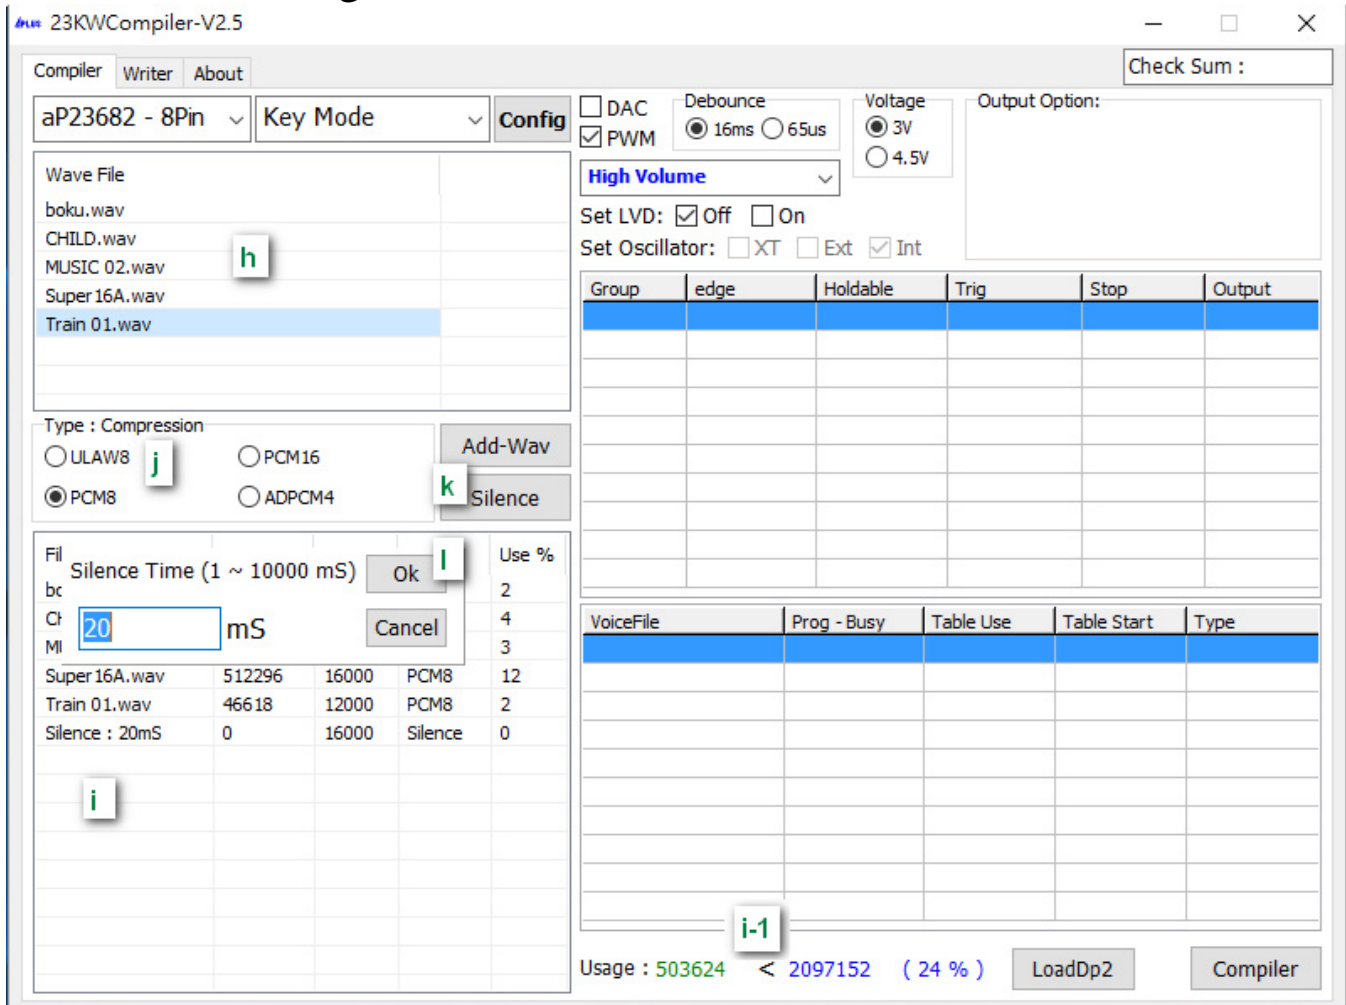 23KWCompiler-V2.5
Compiler Writer About
Check Sum :
aP23682 - 8Pin Key Mode Config
DAC
PWM
Debounce
16ms 65us
Voltage
3V
4.5V
Output Option:
High Volume
Set LVD: Off On
Set Oscillator: XT Ext Int
Wave File
boku.wav
CHILD.wav
MUSIC 02.wav
Super16A.wav
Train 01.wav
h
Type : Compression
ULAW8 PCM16
PCM8 ADPCM4
j
Add-Wav
k
Silence
Group edge Holdable Trig Stop Output
Fil Use %
l
Silence Time (1 ~ 10000 mS) Ok
20 mS Cancel
bo 2
CH 4
MU 3
Super16A.wav 512296 16000 PCM8 12
Train 01.wav 46618 12000 PCM8 2
Silence : 20mS 0 16000 Silence 0
i
VoiceFile Prog - Busy Table Use Table Start Type
i-1
Usage : 503624 < 2097152 ( 24 % ) LoadDp2 Compiler